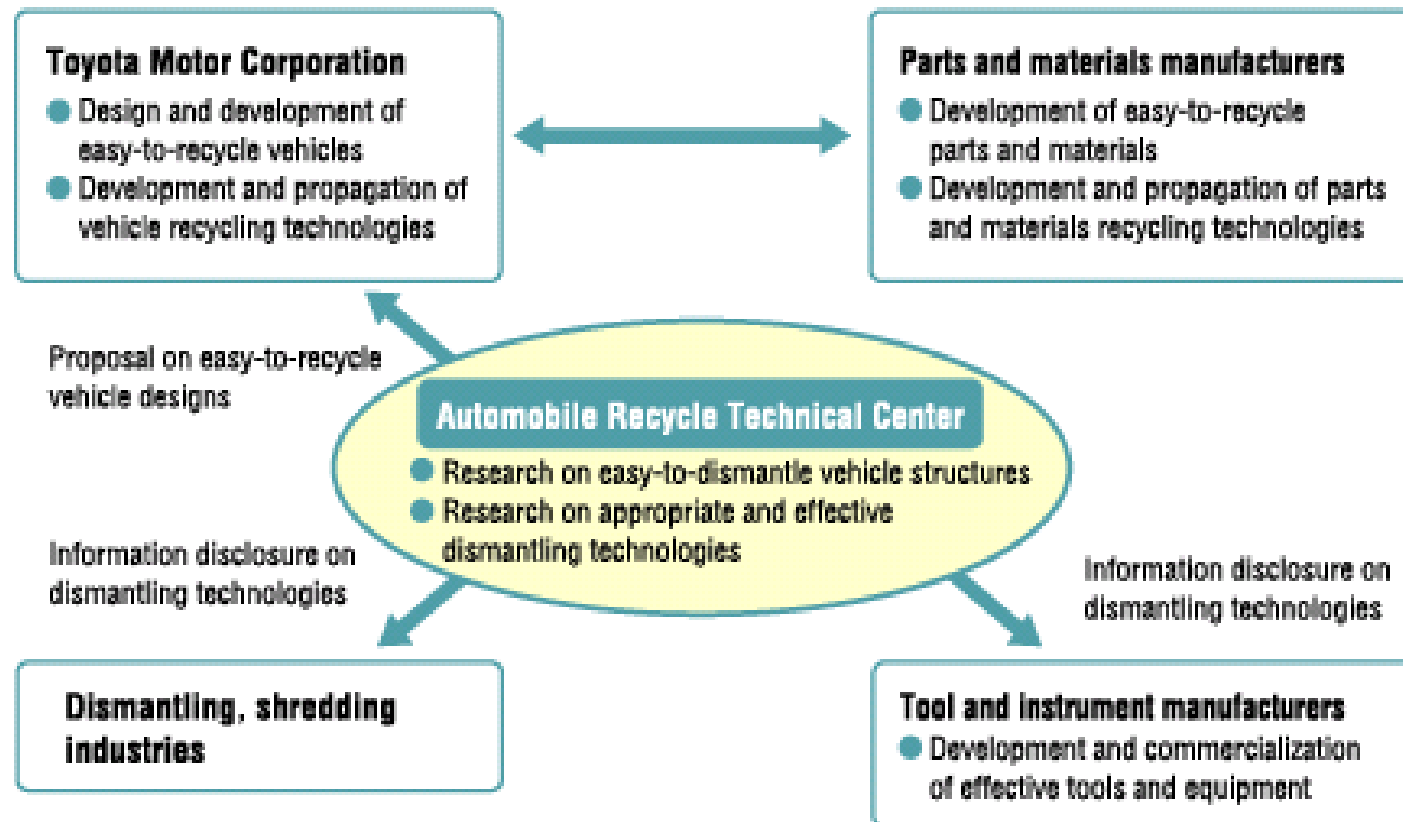 Toyota Motor Corporation
Design and development of
easy-to-recycle vehicles
Development and propagation of
vehicle recycling technologies
Parts and materials manufacturers
Development of easy-to-recycle
parts and materials
Development and propagation of parts
and materials recycling technologies
Proposal on easy-to-recycle
vehicle designs
Automobile Recycle Technical Center
Research on easy-to-dismantle vehicle structures
Research on appropriate and effective
dismantling technologies
Information disclosure on
dismantling technologies
Information disclosure on
dismantling technologies
Dismantling, shredding
industries
Tool and instrument manufacturers
Development and commercialization
of effective tools and equipment